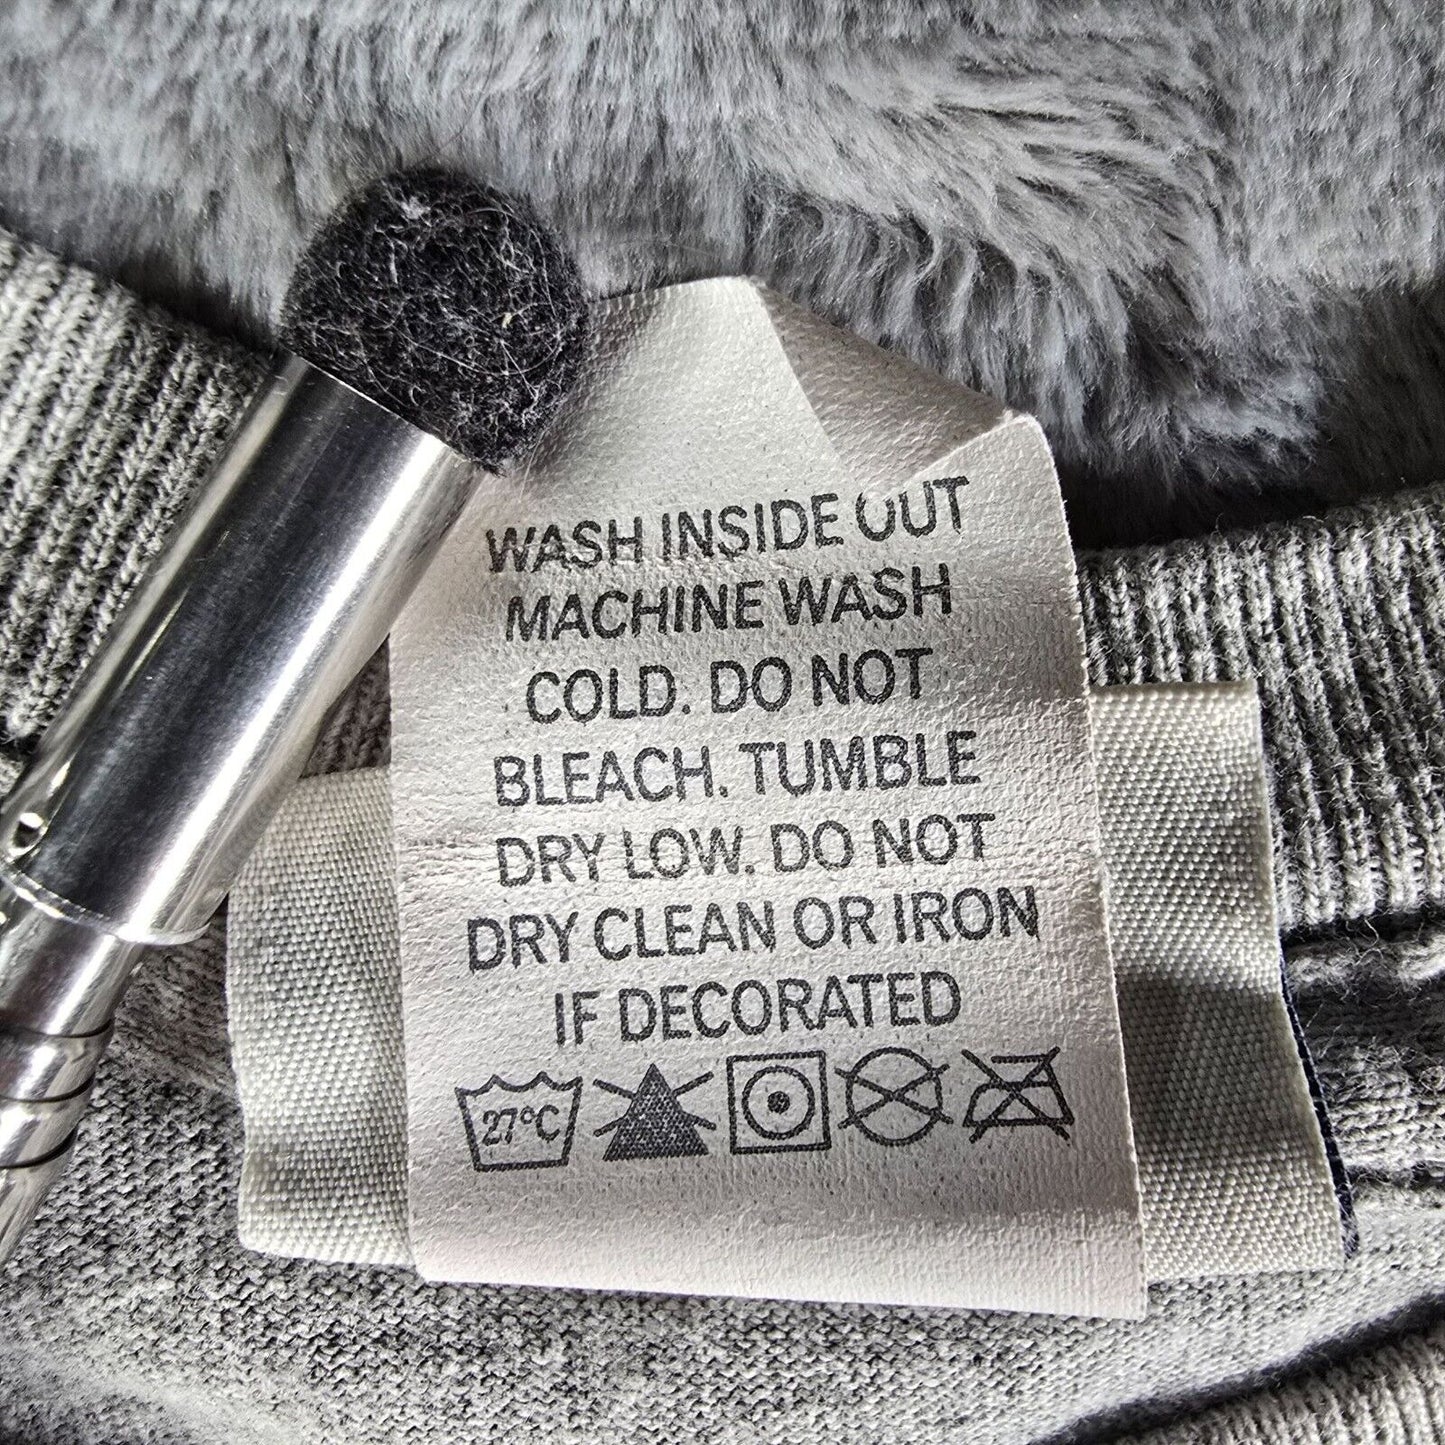 WASH INSIDE OUT
MACHINE WASH
COLD. DO NOT
BLEACH. TUMBLE
DRY LOW. DO NOT
DRY CLEAN OR IRON
IF DECORATED
27°C